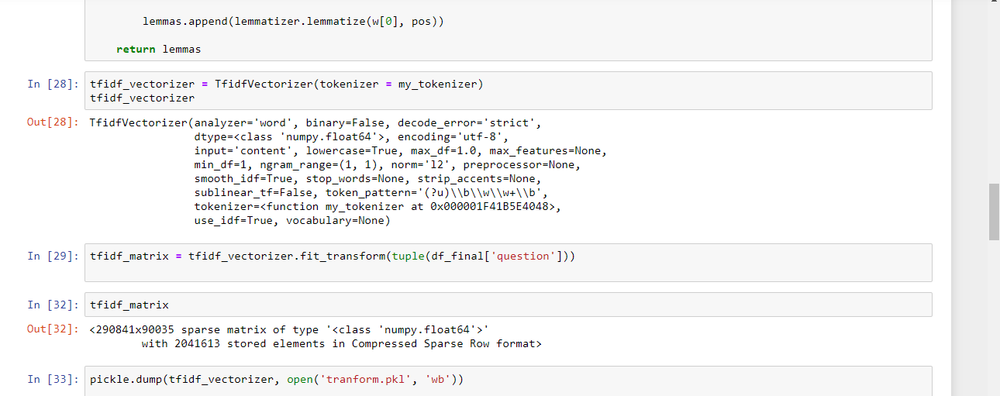 lemmas.append(lemmatizer.lemmatize(w[0], pos))
return lemmas
In [28]: tfidf_vectorizer = TfidfVectorizer(tokenizer = my_tokenizer)
tfidf_vectorizer
Out[28]: TfidfVectorizer(analyzer='word', binary=False, decode_error='strict',
dtype=<class 'numpy.float64'>, encoding='utf-8',
input='content', lowercase=True, max_df=1.0, max_features=None,
min_df=1, ngram_range=(1, 1), norm='l2', preprocessor=None,
smooth_idf=True, stop_words=None, strip_accents=None,
sublinear_tf=False, token_pattern='(?u)\\b\\w\\w+\\b',
tokenizer=<function my_tokenizer at 0x000001F41B5E4048>,
use_idf=True, vocabulary=None)
In [29]: tfidf_matrix = tfidf_vectorizer.fit_transform(tuple(df_final['question']))
In [32]: tfidf_matrix
Out[32]: <290841x90035 sparse matrix of type '<class 'numpy.float64'>'
with 2041613 stored elements in Compressed Sparse Row format>
In [33]: pickle.dump(tfidf_vectorizer, open('tranform.pkl', 'wb'))